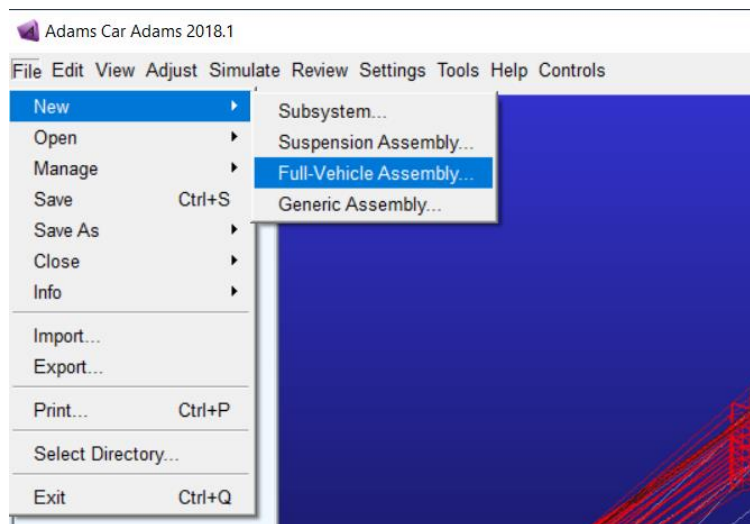 Adams Car Adams 2018.1
File Edit View Adjust Simulate Review Settings Tools Help Controls
New
Open
Manage
Save Ctrl+S
Save As
Close
Info
Import...
Export...
Print... Ctrl+P
Select Directory...
Exit Ctrl+Q
Subsystem...
Suspension Assembly...
Full-Vehicle Assembly...
Generic Assembly...